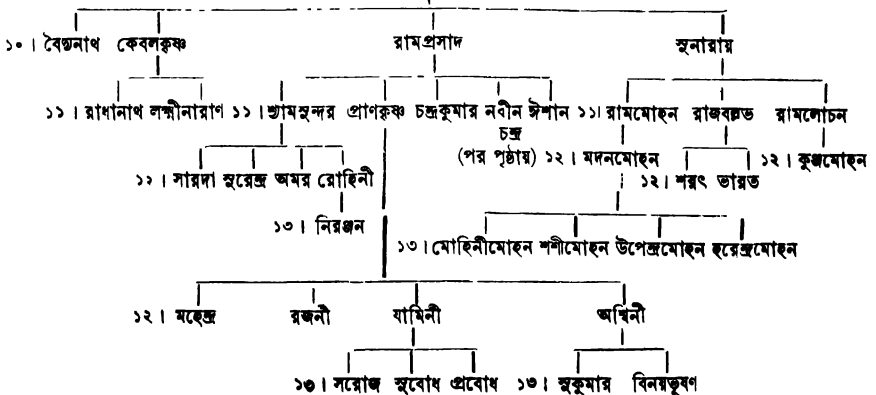 ১০। বৈদ্যনাথ কেবলকৃষ্ণ রামপ্রসাদ সুনারায়
১১। রাধানাথ লক্ষ্মীনারাণ ১১। শ্যামসুন্দর প্রাণকৃষ্ণ চন্দ্রকুমার নবীন ঈশান ১১। রামমোহন রাজবল্লভ রামলোচন
চন্দ্র
(পর পৃষ্ঠায়) ১২। মদনমোহন ১২। কুঞ্জমোহন
১২। সারদা সুরেন্দ্র অমর রোহিনী ১২। শরৎ ভারত
১৩। নিরঞ্জন
১৩। মোহিনীমোহন শশীমোহন উপেন্দ্রমোহন হরেন্দ্রমোহন
১২। মহেন্দ্র রজনী যামিনী অশ্বিনী
১৩। সরোজ সুবোধ প্রবোধ ১৩। সুকুমার বিনয়ভূষণ